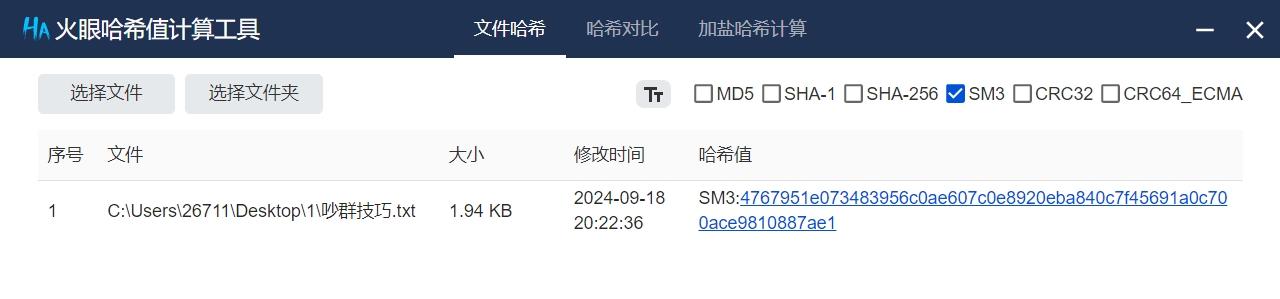 HA 火眼哈希值计算工具 文件哈希 哈希对比 加盐哈希计算
选择文件 选择文件夹 TT MD5 SHA-1 SHA-256 SM3 CRC32 CRC64_ECMA
序号 文件 大小 修改时间 哈希值
1 C:\Users\26711\Desktop\1\吵群技巧.txt 1.94 KB 2024-09-18 20:22:36 SM3:4767951e073483956c0ae607c0e8920eba840c7f45691a0c70
0ace9810887ae1